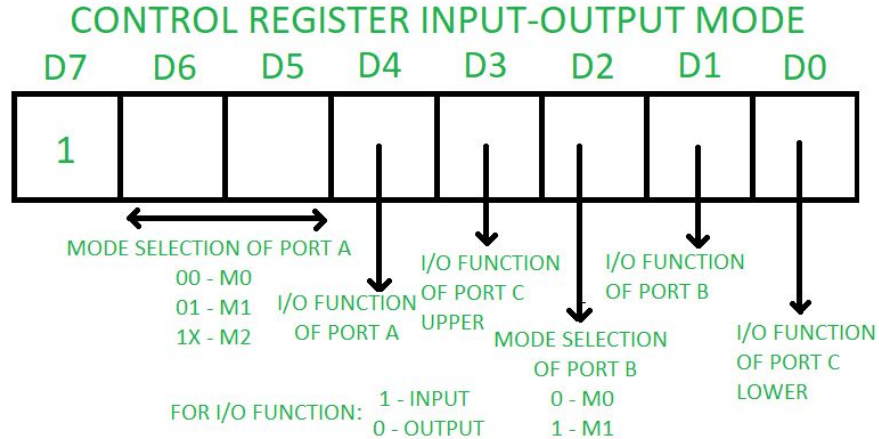 CONTROL REGISTER INPUT-OUTPUT MODE
D7 D6 D5 D4 D3 D2 D1 D0
1
MODE SELECTION OF PORT A
00 - M0
01 - M1
1X - M2
I/O FUNCTION
OF PORT A
I/O FUNCTION
OF PORT C
UPPER
MODE SELECTION
OF PORT B
0 - M0
1 - M1
I/O FUNCTION
OF PORT B
I/O FUNCTION
OF PORT C
LOWER
FOR I/O FUNCTION:
1 - INPUT
0 - OUTPUT